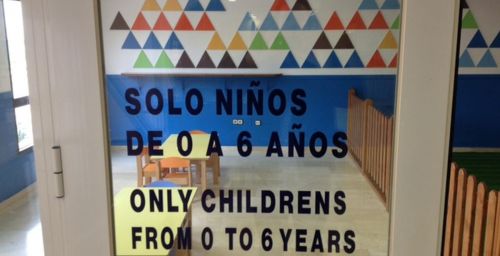 SOLO NIÑOS
DE 0 A 6 AÑOS
ONLY CHILDRENS
FROM 0 TO 6 YEARS